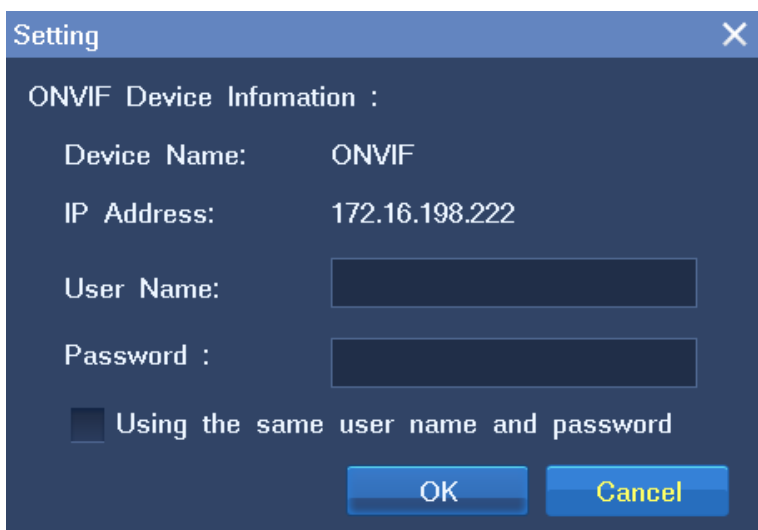 Setting
ONVIF Device Infomation :
Device Name: ONVIF
IP Address: 172.16.198.222
User Name:
Password :
Using the same user name and password
OK Cancel